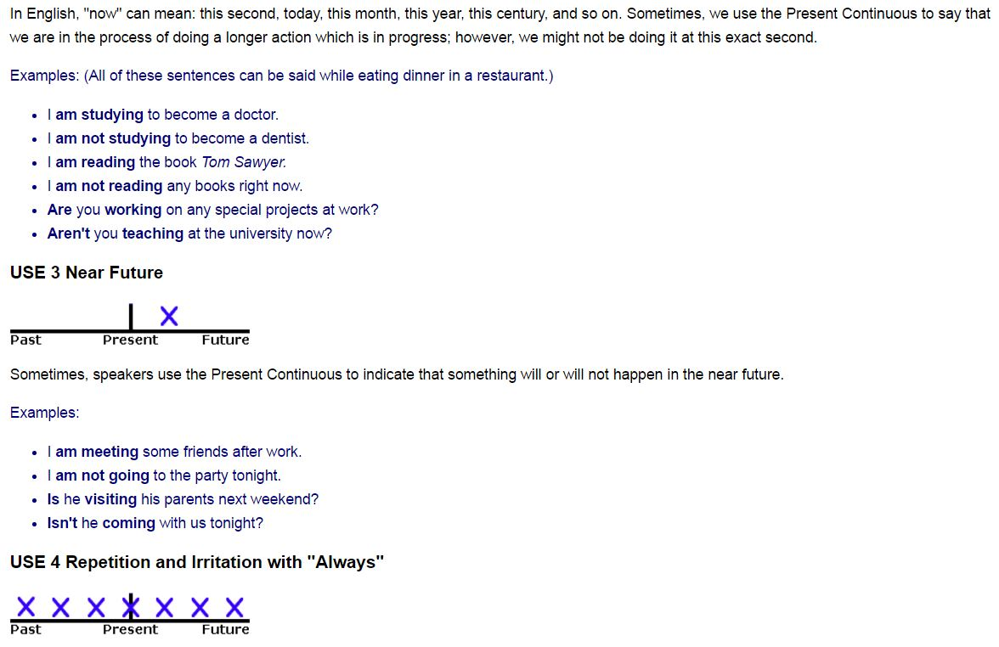 In English, "now" can mean: this second, today, this month, this year, this century, and so on. Sometimes, we use the Present Continuous to say that
we are in the process of doing a longer action which is in progress; however, we might not be doing it at this exact second.
Examples: (All of these sentences can be said while eating dinner in a restaurant.)
• I am studying to become a doctor.
• I am not studying to become a dentist.
• I am reading the book Tom Sawyer.
• I am not reading any books right now.
• Are you working on any special projects at work?
• Aren't you teaching at the university now?
USE 3 Near Future
Past Present Future
Sometimes, speakers use the Present Continuous to indicate that something will or will not happen in the near future.
Examples:
• I am meeting some friends after work.
• I am not going to the party tonight.
• Is he visiting his parents next weekend?
• Isn't he coming with us tonight?
USE 4 Repetition and Irritation with "Always"
Past Present Future